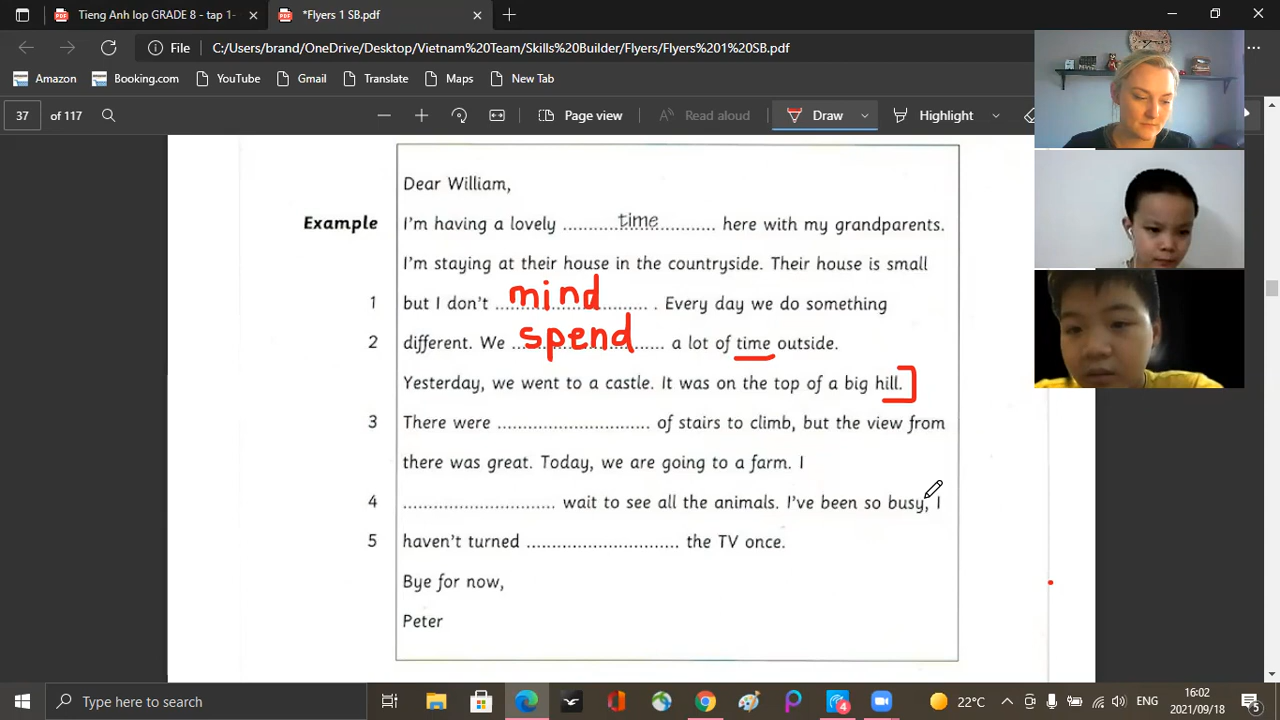 Tieng Anh lop GRADE 8 - tap 1-
*Flyers 1 SB.pdf
File C:/Users/brand/OneDrive/Desktop/Vietnam%20Team/Skills%20Builder/Flyers/Flyers%201%20SB.pdf
Amazon Booking.com YouTube Gmail Translate Maps New Tab
37 of 117 Page view Read aloud Draw Highlight
Dear William,
Example I'm having a lovely ........time........ here with my grandparents.
I'm staying at their house in the countryside. Their house is small
1 but I don't mind . Every day we do something
2 different. We spend a lot of time outside.
Yesterday, we went to a castle. It was on the top of a big hill.
3 There were ............................ of stairs to climb, but the view from
there was great. Today, we are going to a farm. I
4 ............................ wait to see all the animals. I've been so busy, I
5 haven't turned ............................ the TV once.
Bye for now,
Peter
Type here to search
4
22°C
ENG
16:02
2021/09/18
5